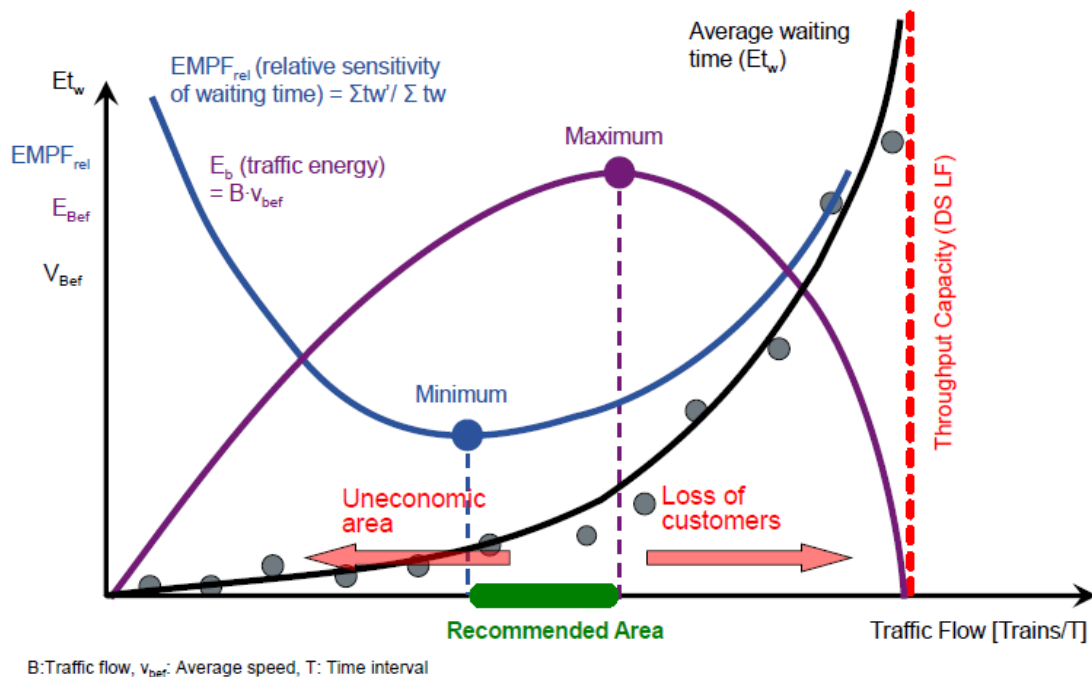 Average waiting
time (Etw)
Etw
EMPFrel (relative sensitivity
of waiting time) = Σtw'/ Σ tw
EMPFrel
Maximum
Eb (traffic energy)
= B·vbef
EBef
VBef
Throughput Capacity (DS LF)
Minimum
Uneconomic
area
Loss of
customers
Recommended Area
Traffic Flow [Trains/T]
B:Traffic flow, vbef: Average speed, T: Time interval